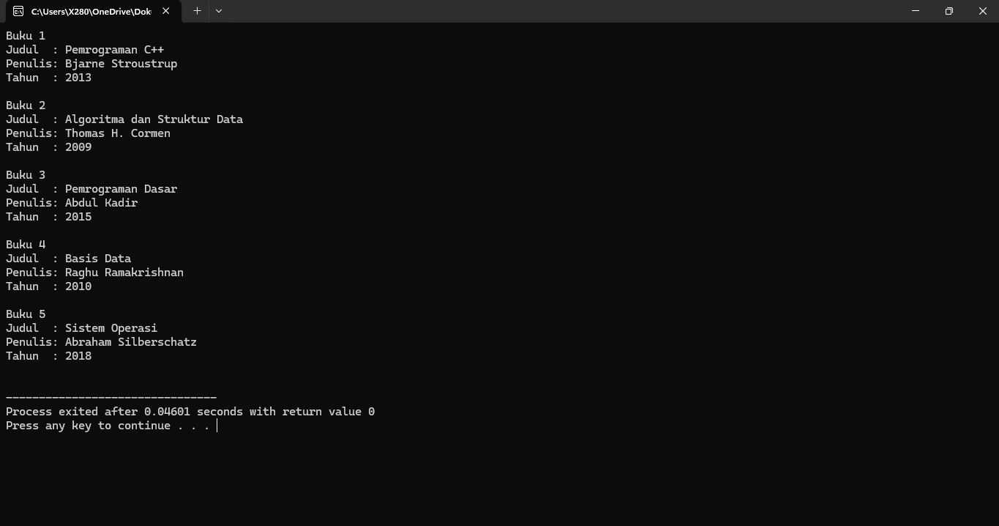 C:\Users\X280\OneDrive\Dok
Buku 1
Judul  : Pemrograman C++
Penulis: Bjarne Stroustrup
Tahun  : 2013

Buku 2
Judul  : Algoritma dan Struktur Data
Penulis: Thomas H. Cormen
Tahun  : 2009

Buku 3
Judul  : Pemrograman Dasar
Penulis: Abdul Kadir
Tahun  : 2015

Buku 4
Judul  : Basis Data
Penulis: Raghu Ramakrishnan
Tahun  : 2010

Buku 5
Judul  : Sistem Operasi
Penulis: Abraham Silberschatz
Tahun  : 2018

--------------------------------
Process exited after 0.04601 seconds with return value 0
Press any key to continue . . .